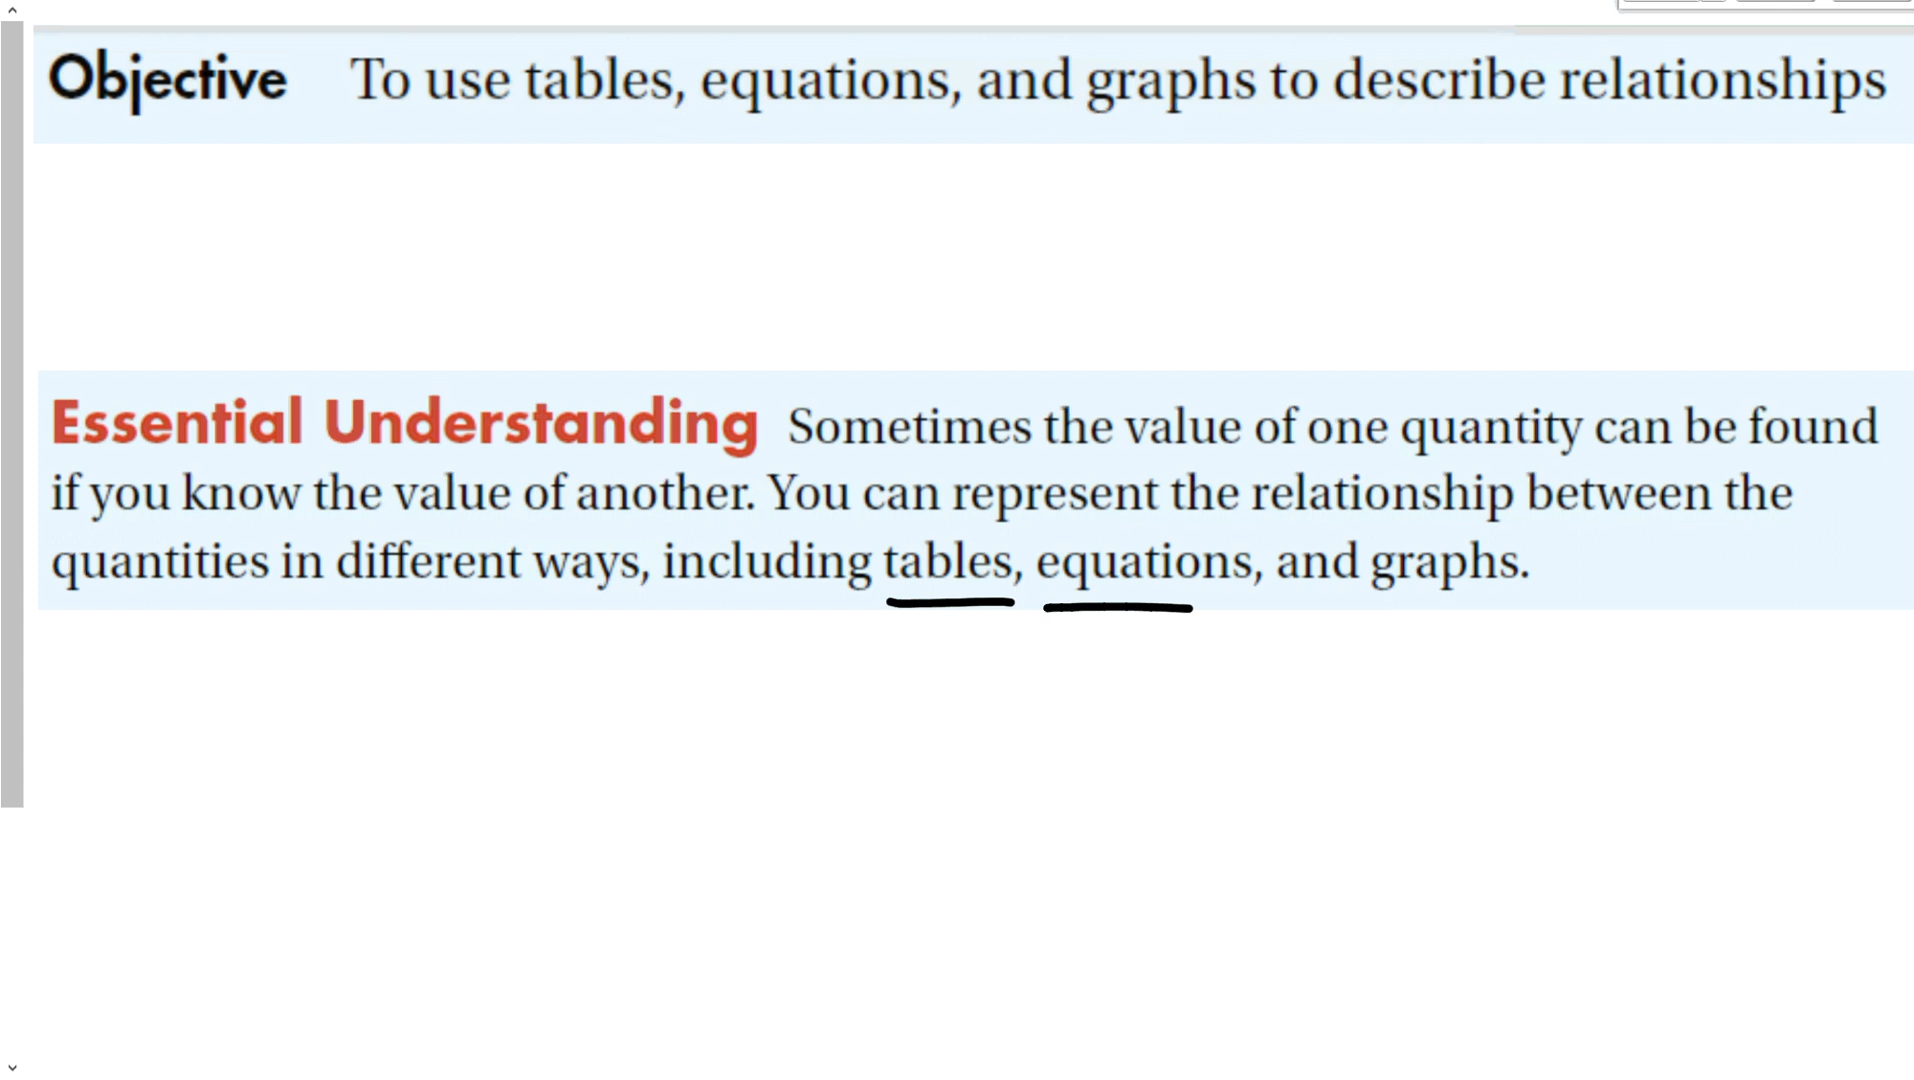 Objective To use tables, equations, and graphs to describe relationships
Essential Understanding Sometimes the value of one quantity can be found
if you know the value of another. You can represent the relationship between the
quantities in different ways, including tables, equations, and graphs.